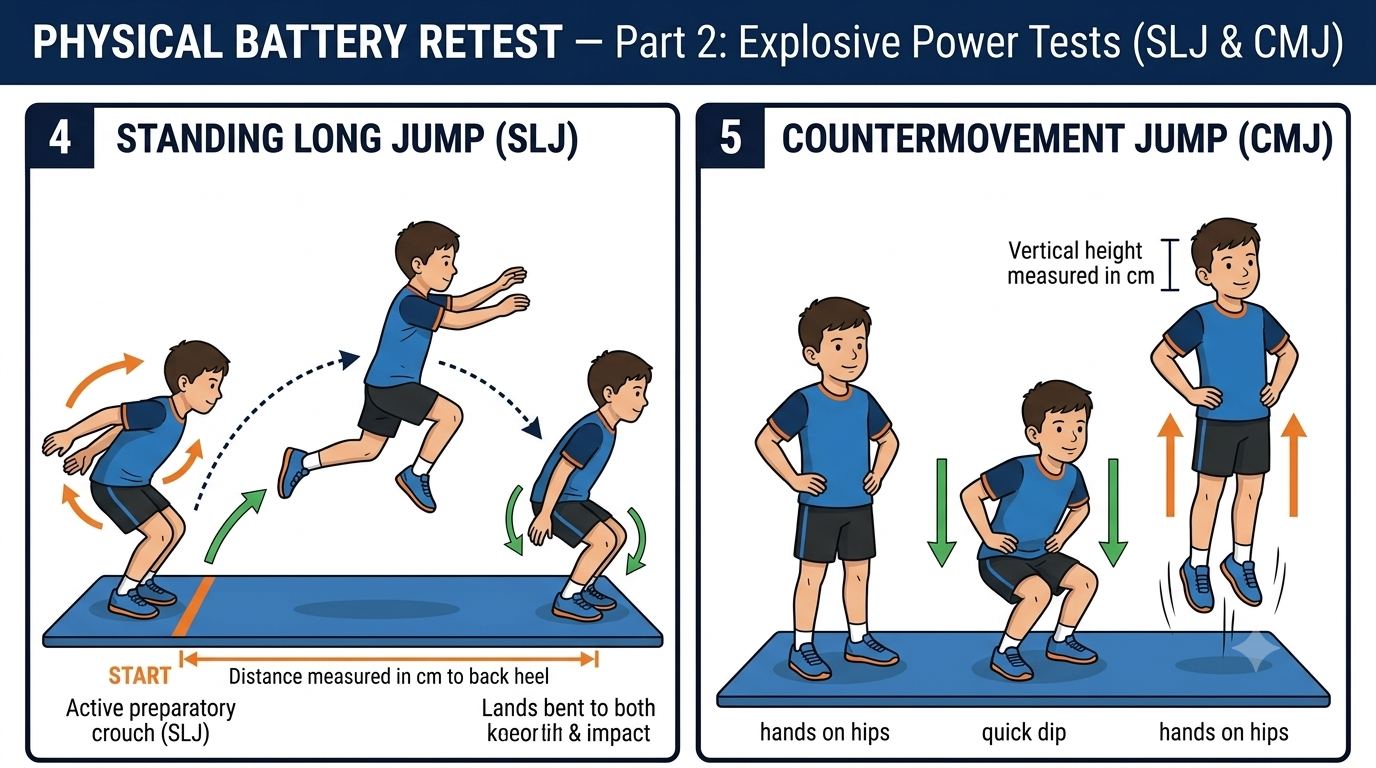 PHYSICAL BATTERY RETEST — Part 2: Explosive Power Tests (SLJ & CMJ)
4 STANDING LONG JUMP (SLJ)
START
Distance measured in cm to back heel
Active preparatory
crouch (SLJ)
Lands bent to both
& impact
5 COUNTERMOVEMENT JUMP (CMJ)
Vertical height
measured in cm
hands on hips
quick dip
hands on hips